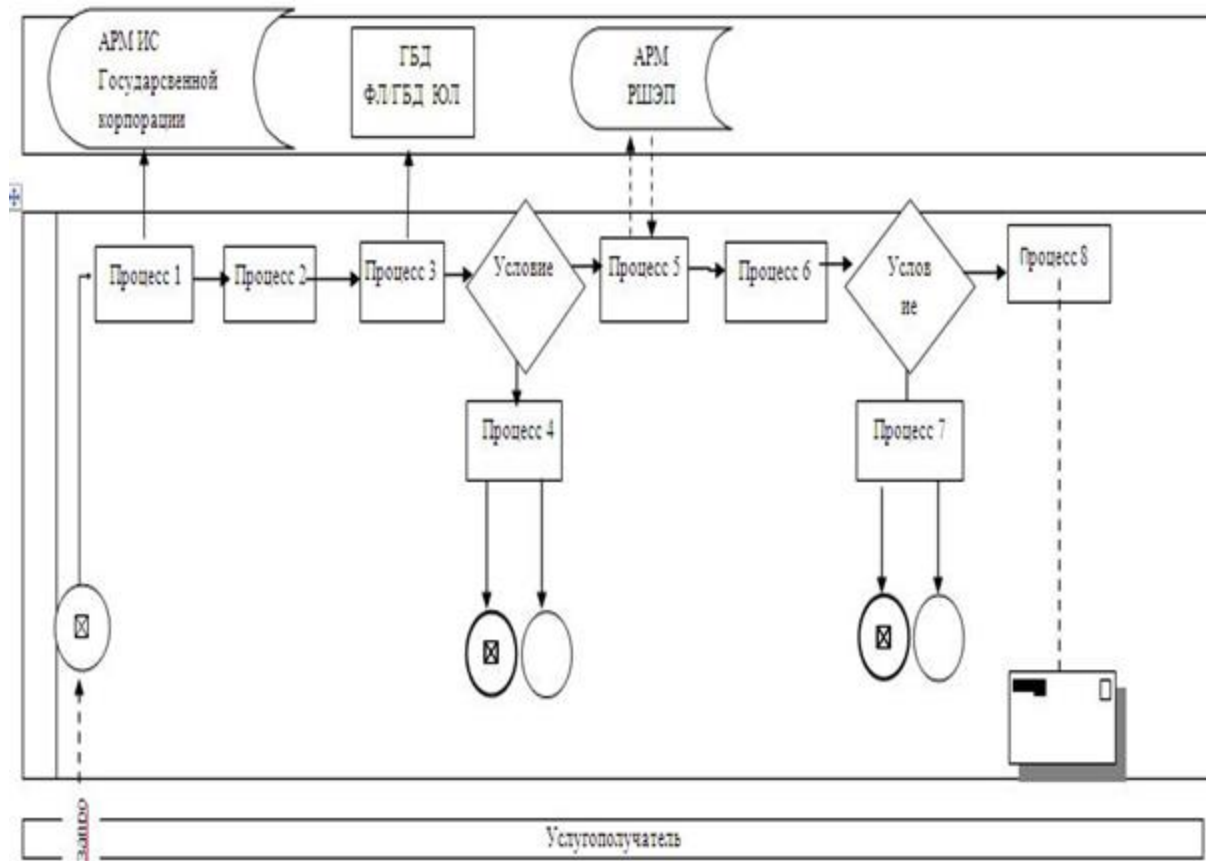 АРМ ИС
Государсвенной
корпорации
ГБД
ФЛ/ГБД ЮЛ
АРМ
РШЭП
Процесс 1
Процесс 2
Процесс 3
Условие
Процесс 5
Процесс 6
Услов
ие
Процесс 8
Процесс 4
Процесс 7
запро
Услугополучатель